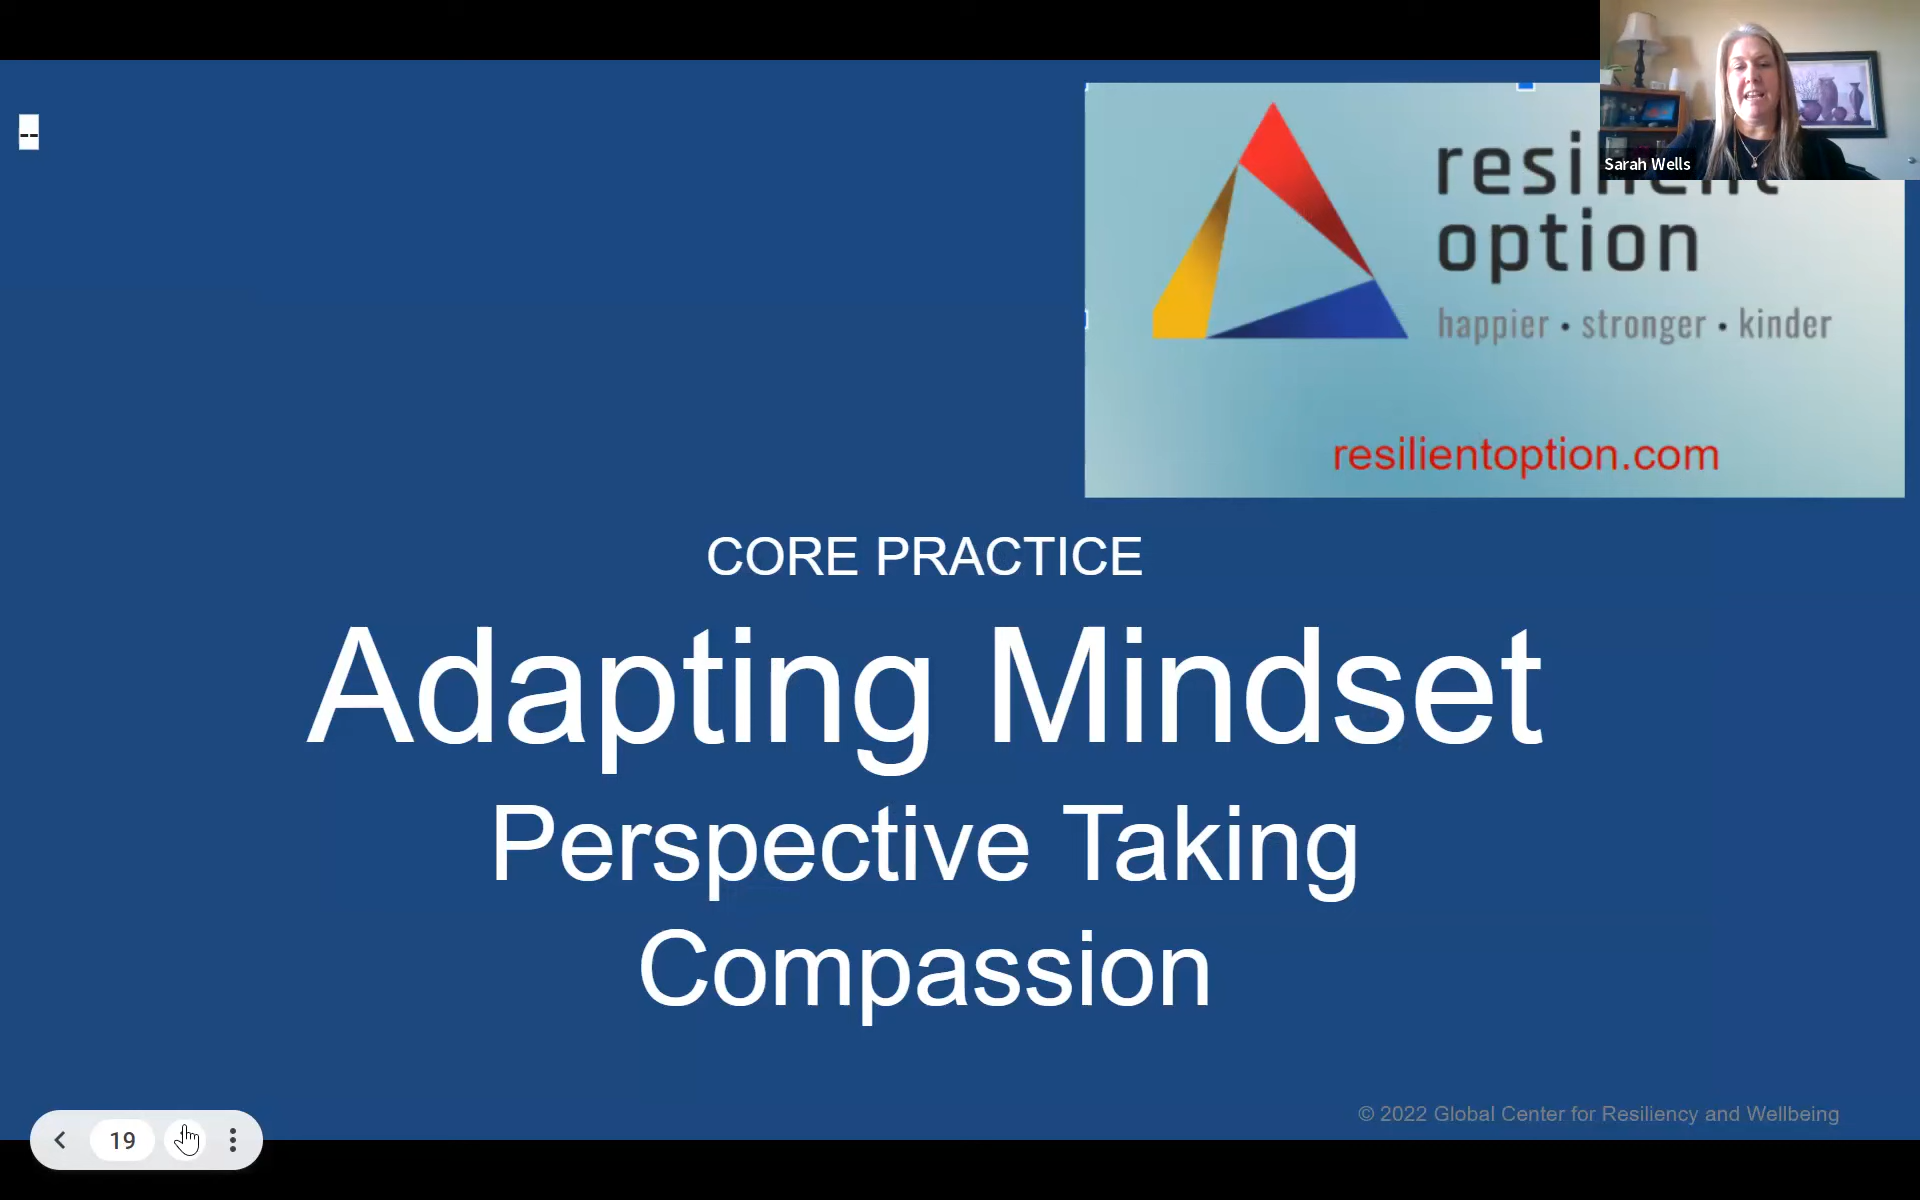 --
Sarah Wells
option
happier • stronger • kinder
resilientoption.com
CORE PRACTICE
Adapting Mindset
Perspective Taking
Compassion
© 2022 Global Center for Resiliency and Wellbeing
19